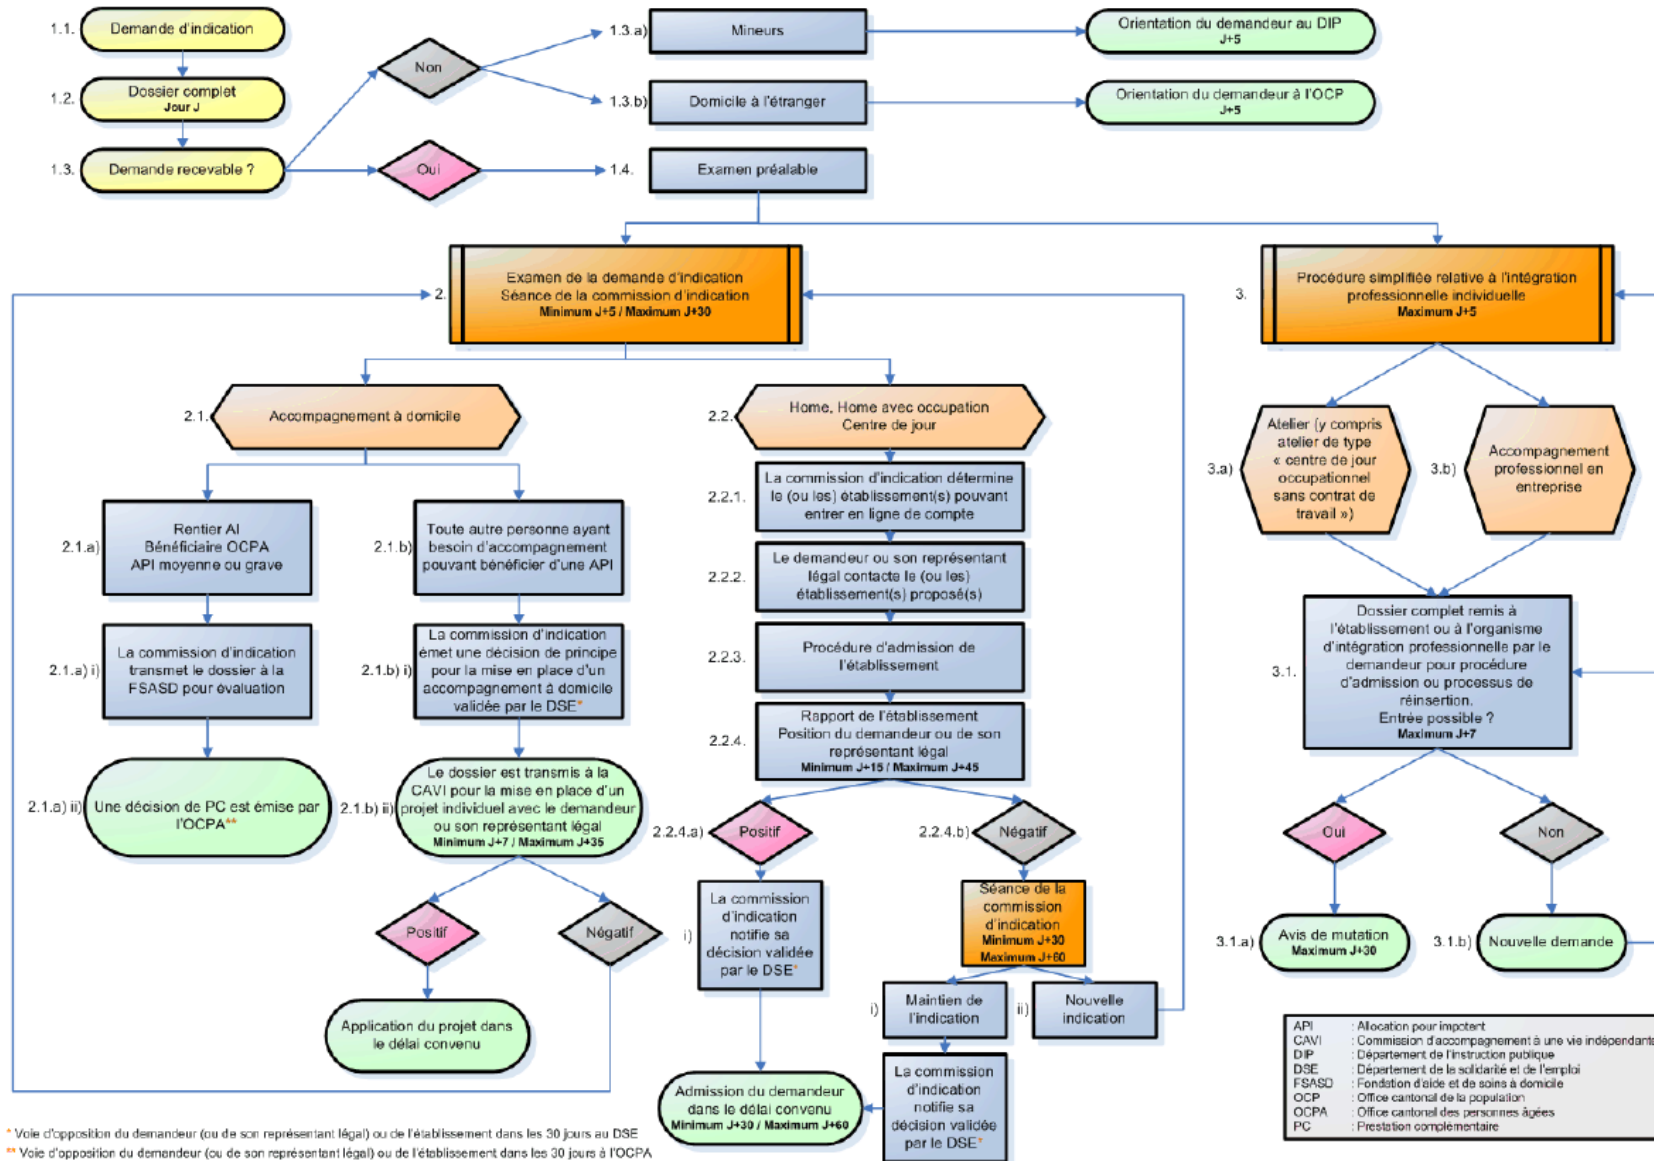 1.1.
Demande d'indication
1.2.
Dossier complet
Jour J
1.3.
Demande recevable ?
Non
Oui
1.3.a)
Mineurs
Orientation du demandeur au DIP
J+5
1.3.b)
Domicile à l'étranger
Orientation du demandeur à l'OCP
J+5
1.4.
Examen préalable
2.
Examen de la demande d'indication
Séance de la commission d'indication
Minimum J+5 / Maximum J+30
3.
Procédure simplifiée relative à l'intégration
professionnelle individuelle
Maximum J+5
2.1.
Accompagnement à domicile
2.2.
Home, Home avec occupation
Centre de jour
2.1.a)
Rentier AI
Bénéficiaire OCPA
API moyenne ou grave
2.1.b)
Toute autre personne ayant
besoin d'accompagnement
pouvant bénéficier d'une API
2.1.a) i)
La commission d'indication
transmet le dossier à la
FSASD pour évaluation
2.1.b) i)
La commission d'indication
émet une décision de principe
pour la mise en place d'un
accompagnement à domicile
validée par le DSE*
2.1.a) ii)
Une décision de PC est émise par
l'OCPA**
2.1.b) ii)
Le dossier est transmis à la
CAVI pour la mise en place d'un
projet individuel avec le demandeur
ou son représentant légal
Minimum J+7 / Maximum J+35
Positif
Négatif
Application du projet dans
le délai convenu
2.2.1.
La commission d'indication détermine
le (ou les) établissement(s) pouvant
entrer en ligne de compte
2.2.2.
Le demandeur ou son représentant
légal contacte le (ou les)
établissement(s) proposé(s)
2.2.3.
Procédure d'admission de
l'établissement
2.2.4.
Rapport de l'établissement
Position du demandeur ou de son
représentant légal
Minimum J+15 / Maximum J+45
2.2.4.a)
Positif
2.2.4.b)
Négatif
i)
La commission
d'indication
notifie sa
décision validée
par le DSE*
Séance de la
commission
d'indication
Minimum J+30
Maximum J+60
i)
Maintien de
l'indication
ii)
Nouvelle
indication
La commission
d'indication
notifie sa
décision validée
par le DSE*
Admission du demandeur
dans le délai convenu
Minimum J+30 / Maximum J+60
3.a)
Atelier (y compris
atelier de type
« centre de jour
occupationnel
sans contrat de
travail »)
3.b)
Accompagnement
professionnel en
entreprise
3.1.
Dossier complet remis à
l'établissement ou à l'organisme
d'intégration professionnelle par le
demandeur pour procédure
d'admission ou processus de
réinsertion.
Entrée possible ?
Maximum J+7
Oui
Non
3.1.a)
Avis de mutation
Maximum J+30
3.1.b)
Nouvelle demande
API : Allocation pour impotent
CAVI : Commission d'accompagnement à une vie indépendante
DIP : Département de l'instruction publique
DSE : Département de la solidarité et de l'emploi
FSASD : Fondation d'aide et de soins à domicile
OCP : Office cantonal de la population
OCPA : Office cantonal des personnes âgées
PC : Prestation complémentaire
* Voie d'opposition du demandeur (ou de son représentant légal) ou de l'établissement dans les 30 jours au DSE
** Voie d'opposition du demandeur (ou de son représentant légal) ou de l'établissement dans les 30 jours à l'OCPA